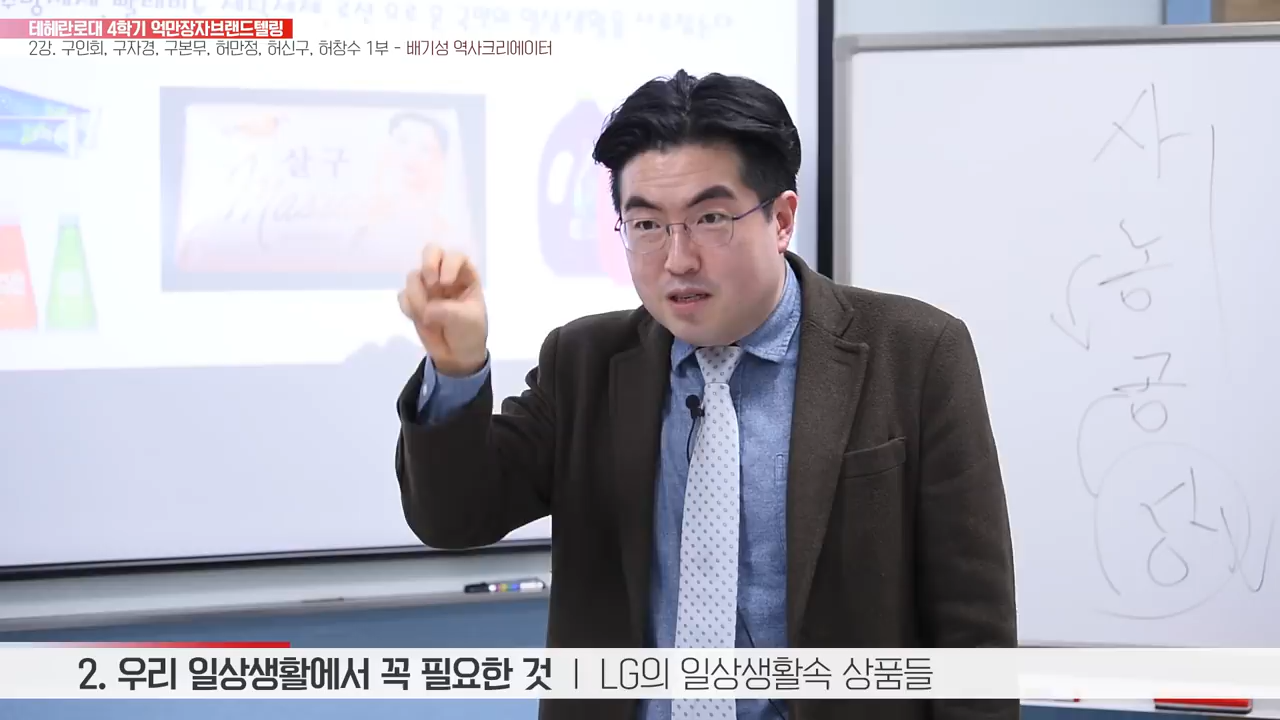 테헤란로대 4학기 억만장자브랜드텔링
2강. 구인회, 구자경, 구본무, 허만정, 허신구, 허창수 1부 - 배기성 역사크리에이터
살구
사
농
공
상
2. 우리 일상생활에서 꼭 필요한 것 | LG의 일상생활속 상품들